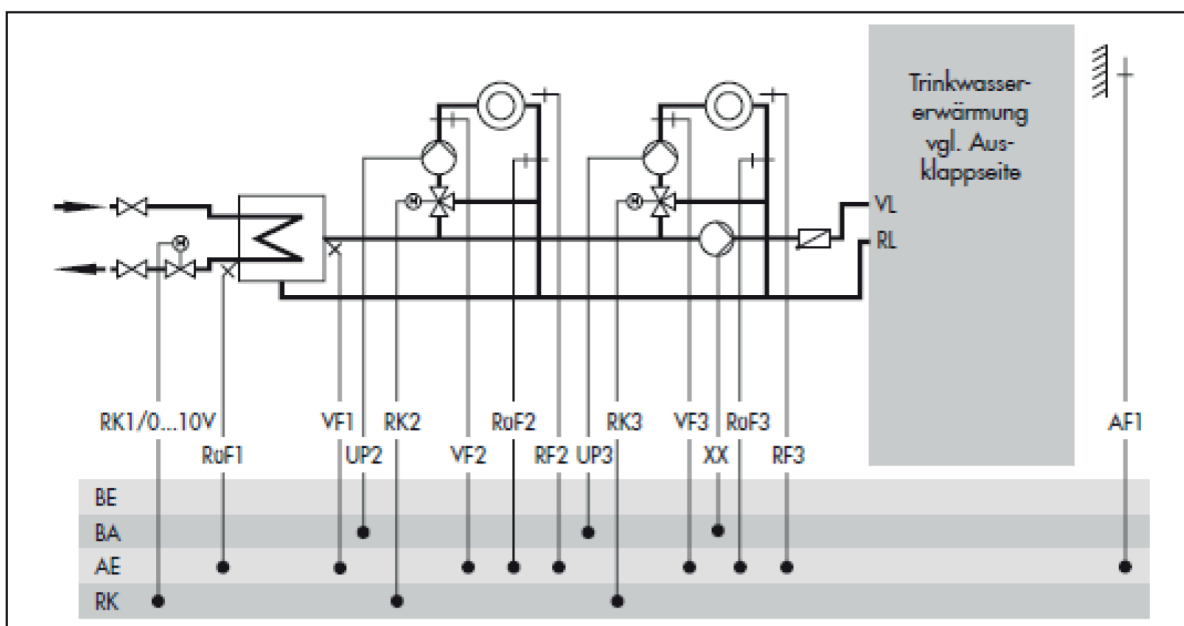 Trinkwasser-
erwärmung
vgl. Aus-
klappseite
VL
RL
RK1/0...10V
VF1
RK2
RüF2
RK3
VF3
RüF3
AF1
RüF1
UP2
VF2
RF2
UP3
XX
RF3
BE
BA
AE
RK